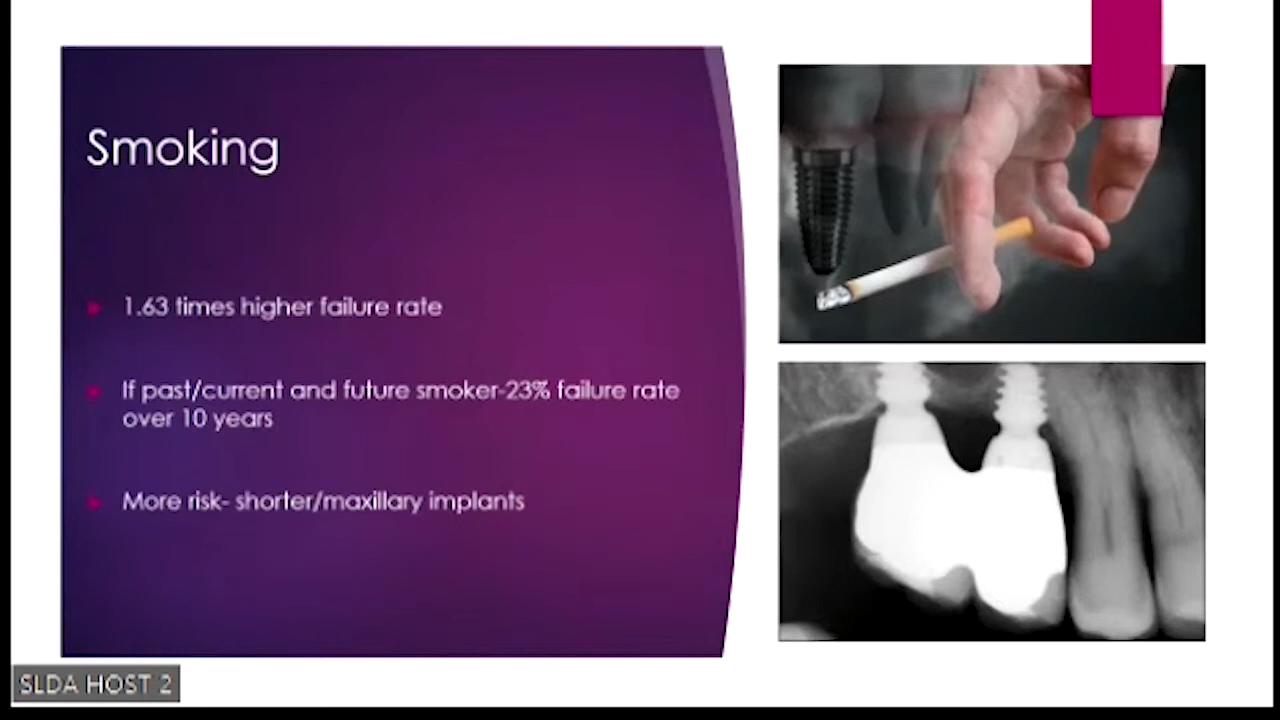 Smoking
1.63 times higher failure rate
If past/current and future smoker-23% failure rate
over 10 years
More risk- shorter/maxillary implants
SLDA HOST 2